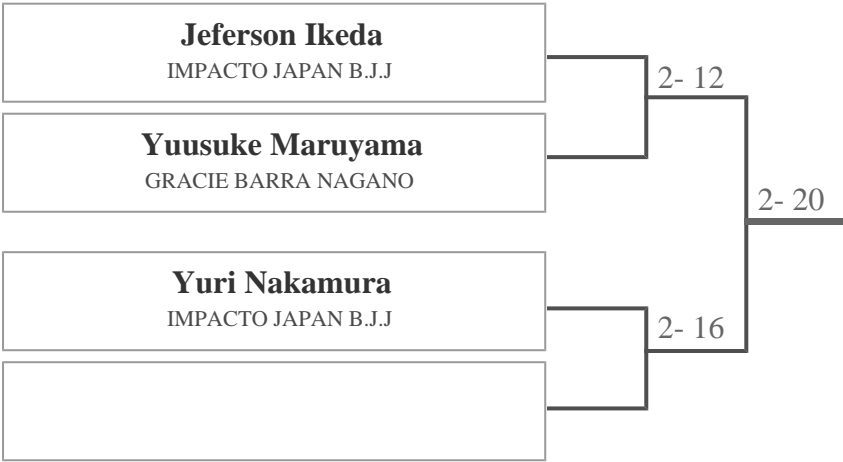 Jeferson Ikeda
IMPACTO JAPAN B.J.J
2- 12
Yuusuke Maruyama
GRACIE BARRA NAGANO
2- 20
Yuri Nakamura
IMPACTO JAPAN B.J.J
2- 16